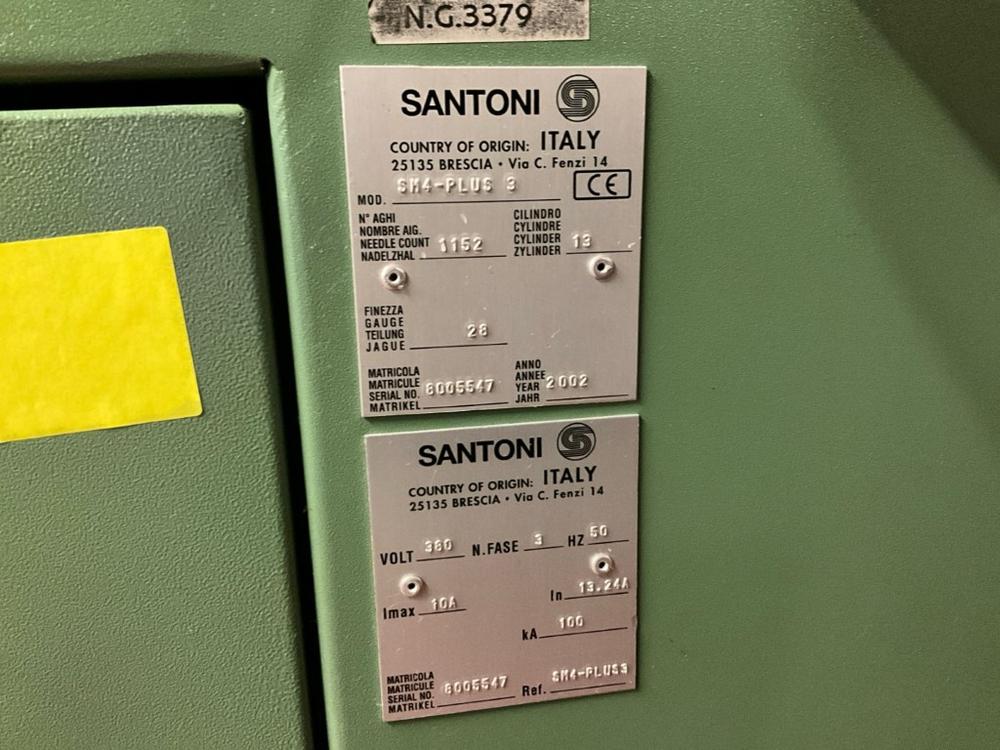 N.G.3379
SANTONI
COUNTRY OF ORIGIN: ITALY
25135 BRESCIA • Via C. Fenzi 14
MOD. SM4-PLUS 3 CE
N° AGHI
NOMBRE AIG.
NEEDLE COUNT 1152
NADELZHAL
CILINDRO
CYLINDRE
CYLINDER 13
ZYLINDER
FINEZZA
GAUGE
TEILUNG 28
JAGUE
MATRICOLA
MATRICULE
SERIAL NO. 8005547
MATRIKEL
ANNO
ANNEE
YEAR 2002
JAHR
SANTONI
COUNTRY OF ORIGIN: ITALY
25135 BRESCIA • Via C. Fenzi 14
VOLT 380 N.FASE 3 HZ 50
Imax 10A In 13.24A
kA 100
MATRICOLA
MATRICULE
SERIAL NO. 8005547
MATRIKEL
Ref. SM4-PLUS3